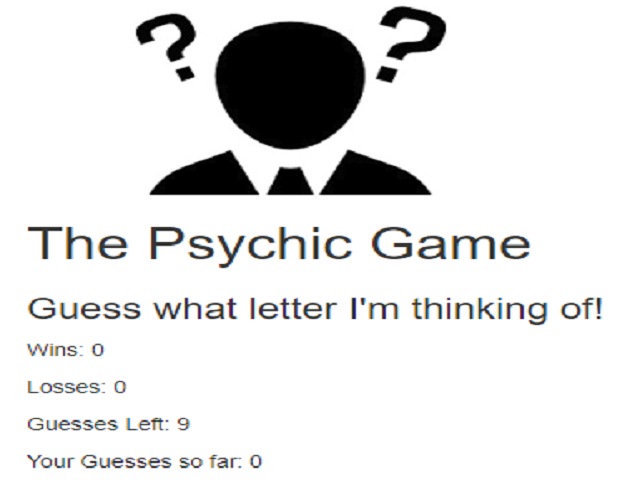 ? ?
The Psychic Game
Guess what letter I'm thinking of!
Wins: 0
Losses: 0
Guesses Left: 9
Your Guesses so far: 0